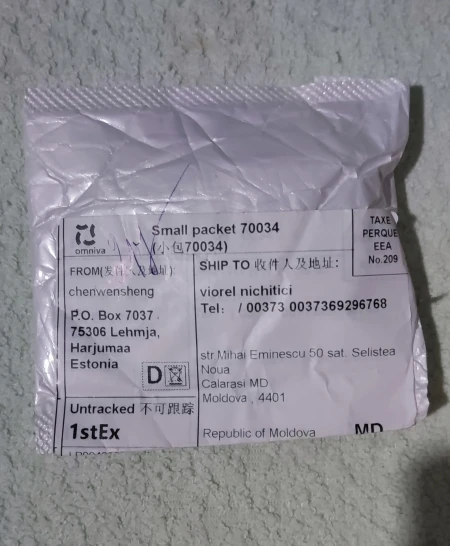 omniva
Small packet 70034
(小包70034)
TAXE
PERQUE
EEA
No.209
FROM(发件人及地址):
chenwensheng
P.O. Box 7037
75306 Lehmja,
Harjumaa
Estonia
D
SHIP TO 收件人及地址:
viorel nichitici
Tel: / 00373 0037369296768
str.Mihai Eminescu 50 sat. Selistea
Noua
Calarasi MD
Moldova , 4401
Untracked 不可跟踪
1stEx
Republic of Moldova MD